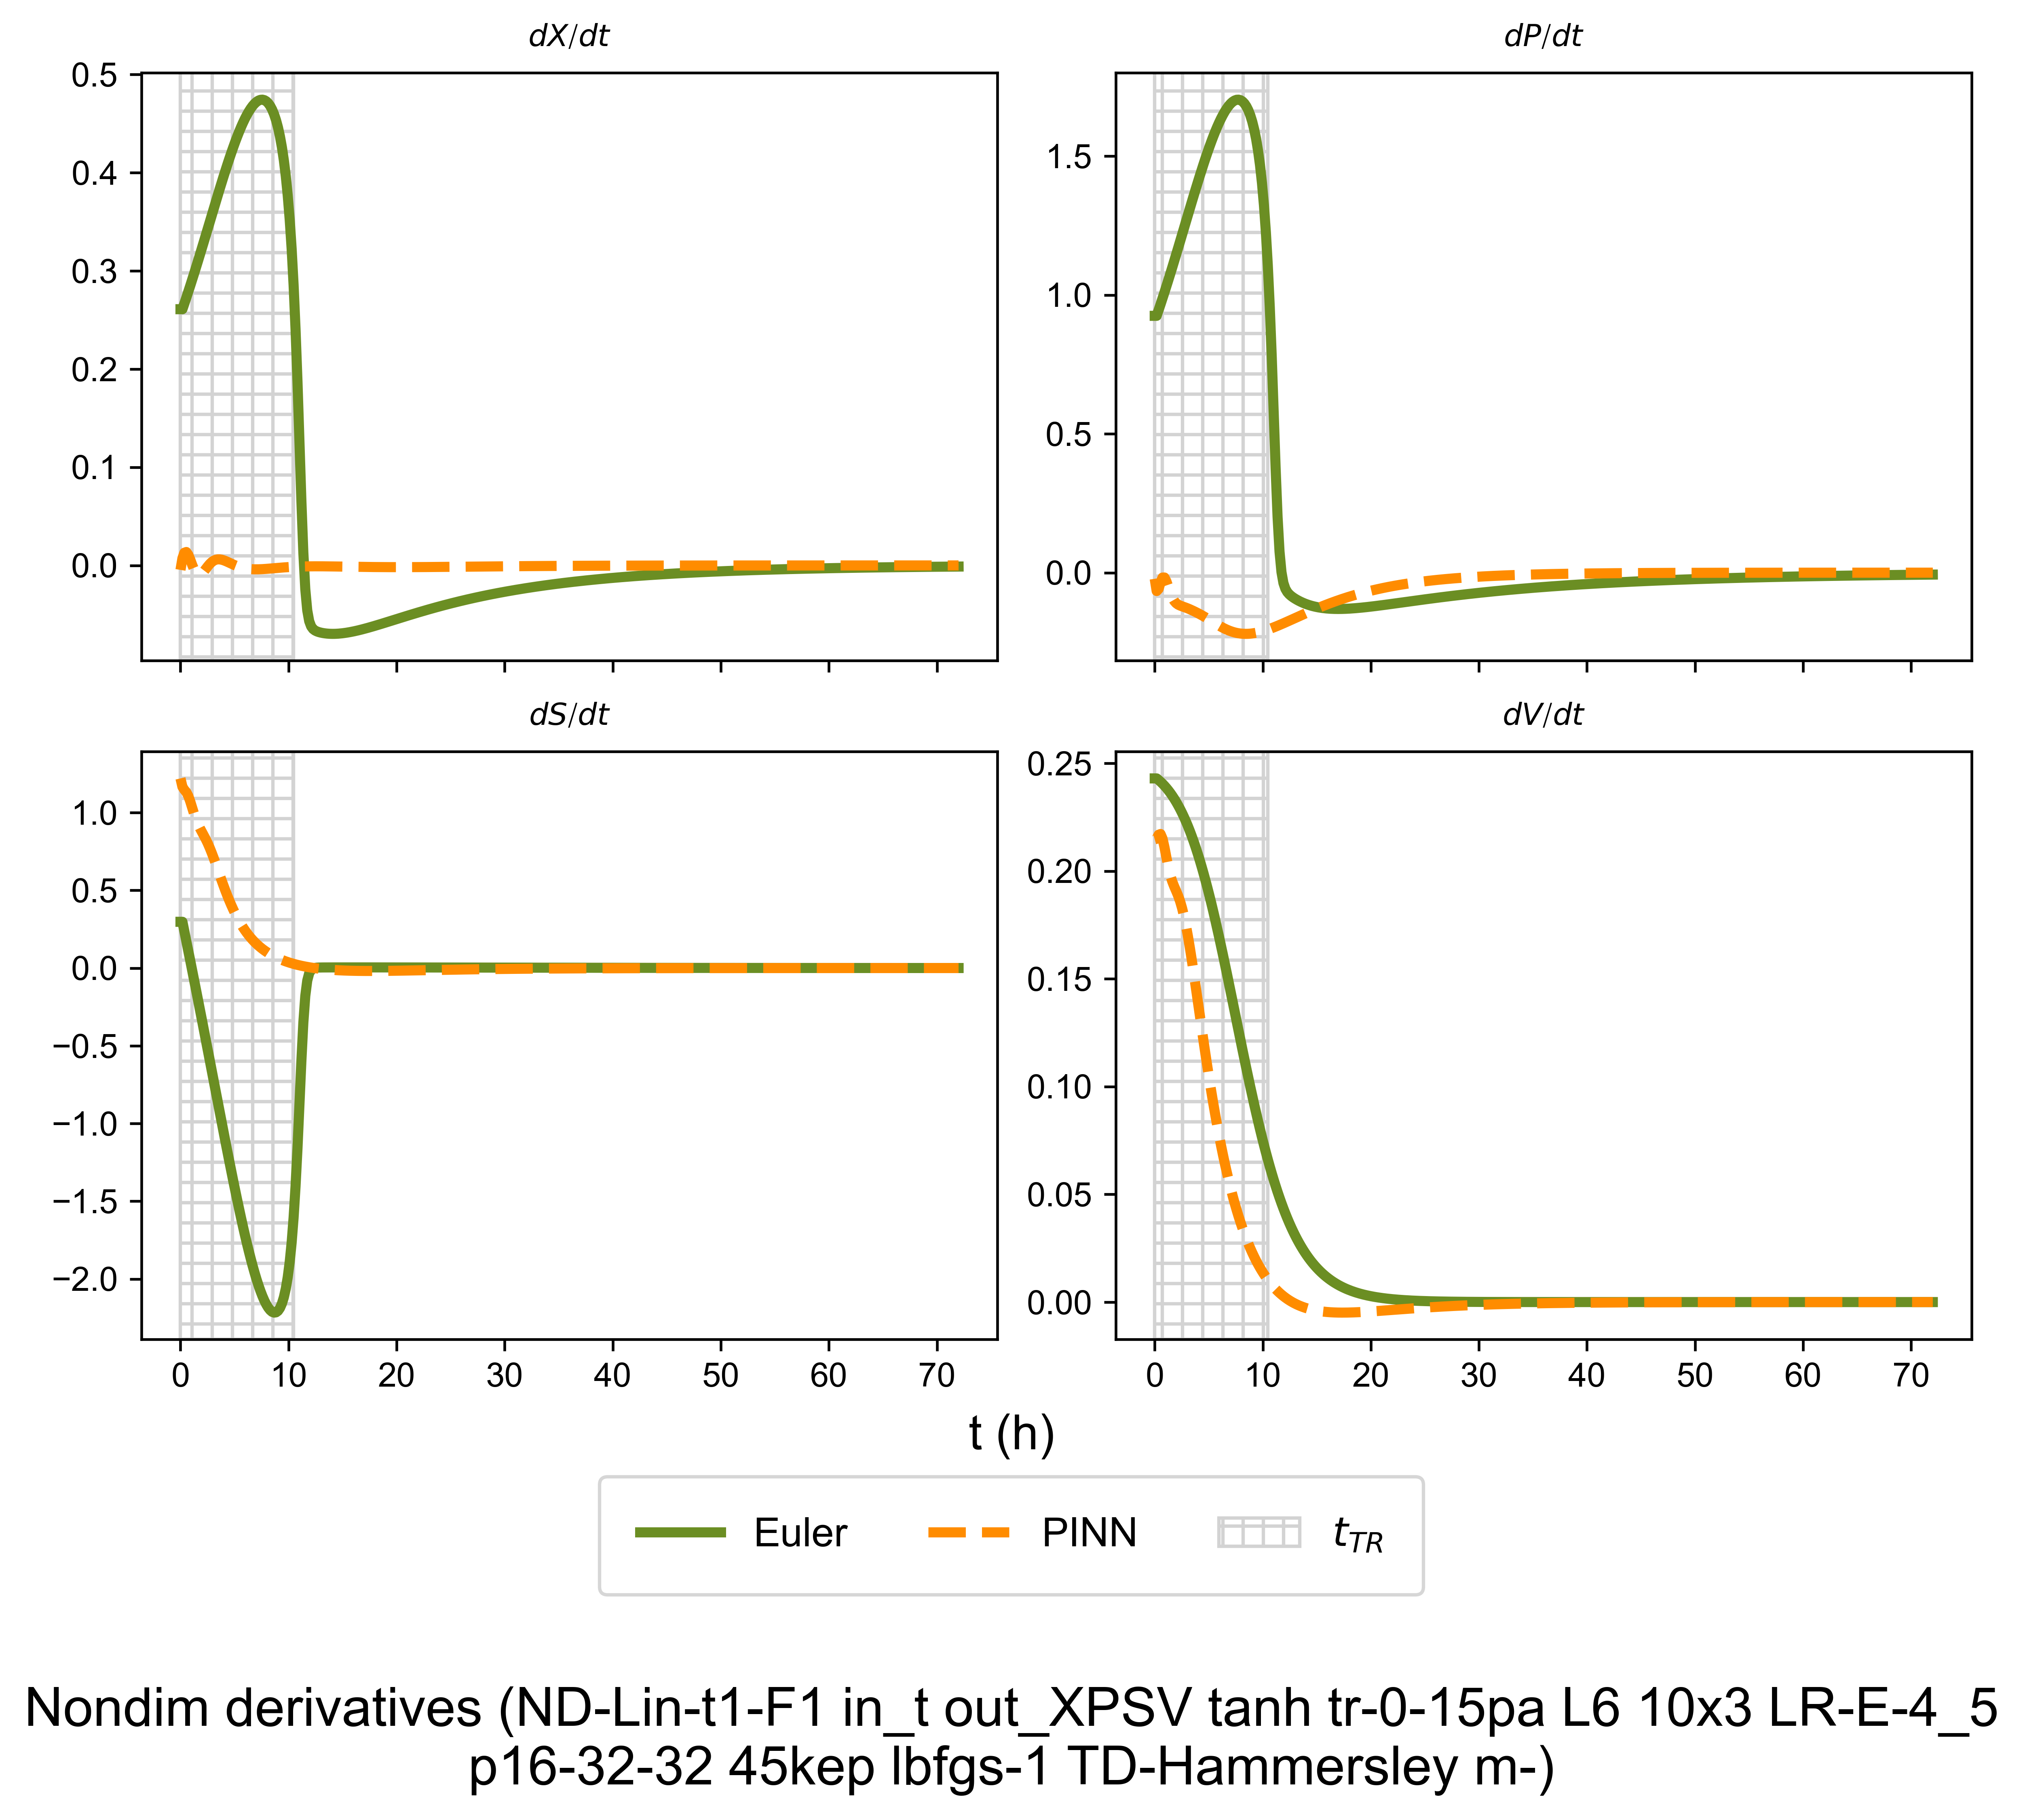 dX/dt
dP/dt
0.5
0.4
0.3
0.2
0.1
0.0
1.5
1.0
0.5
0.0
dS/dt
dV/dt
1.0
0.5
0.0
−0.5
−1.0
−1.5
−2.0
0 10 20 30 40 50 60 70
0.25
0.20
0.15
0.10
0.05
0.00
0 10 20 30 40 50 60 70
t (h)
Euler PINN t_TR
Nondim derivatives (ND-Lin-t1-F1 in_t out_XPSV tanh tr-0-15pa L6 10x3 LR-E-4_5
p16-32-32 45kep lbfgs-1 TD-Hammersley m-)